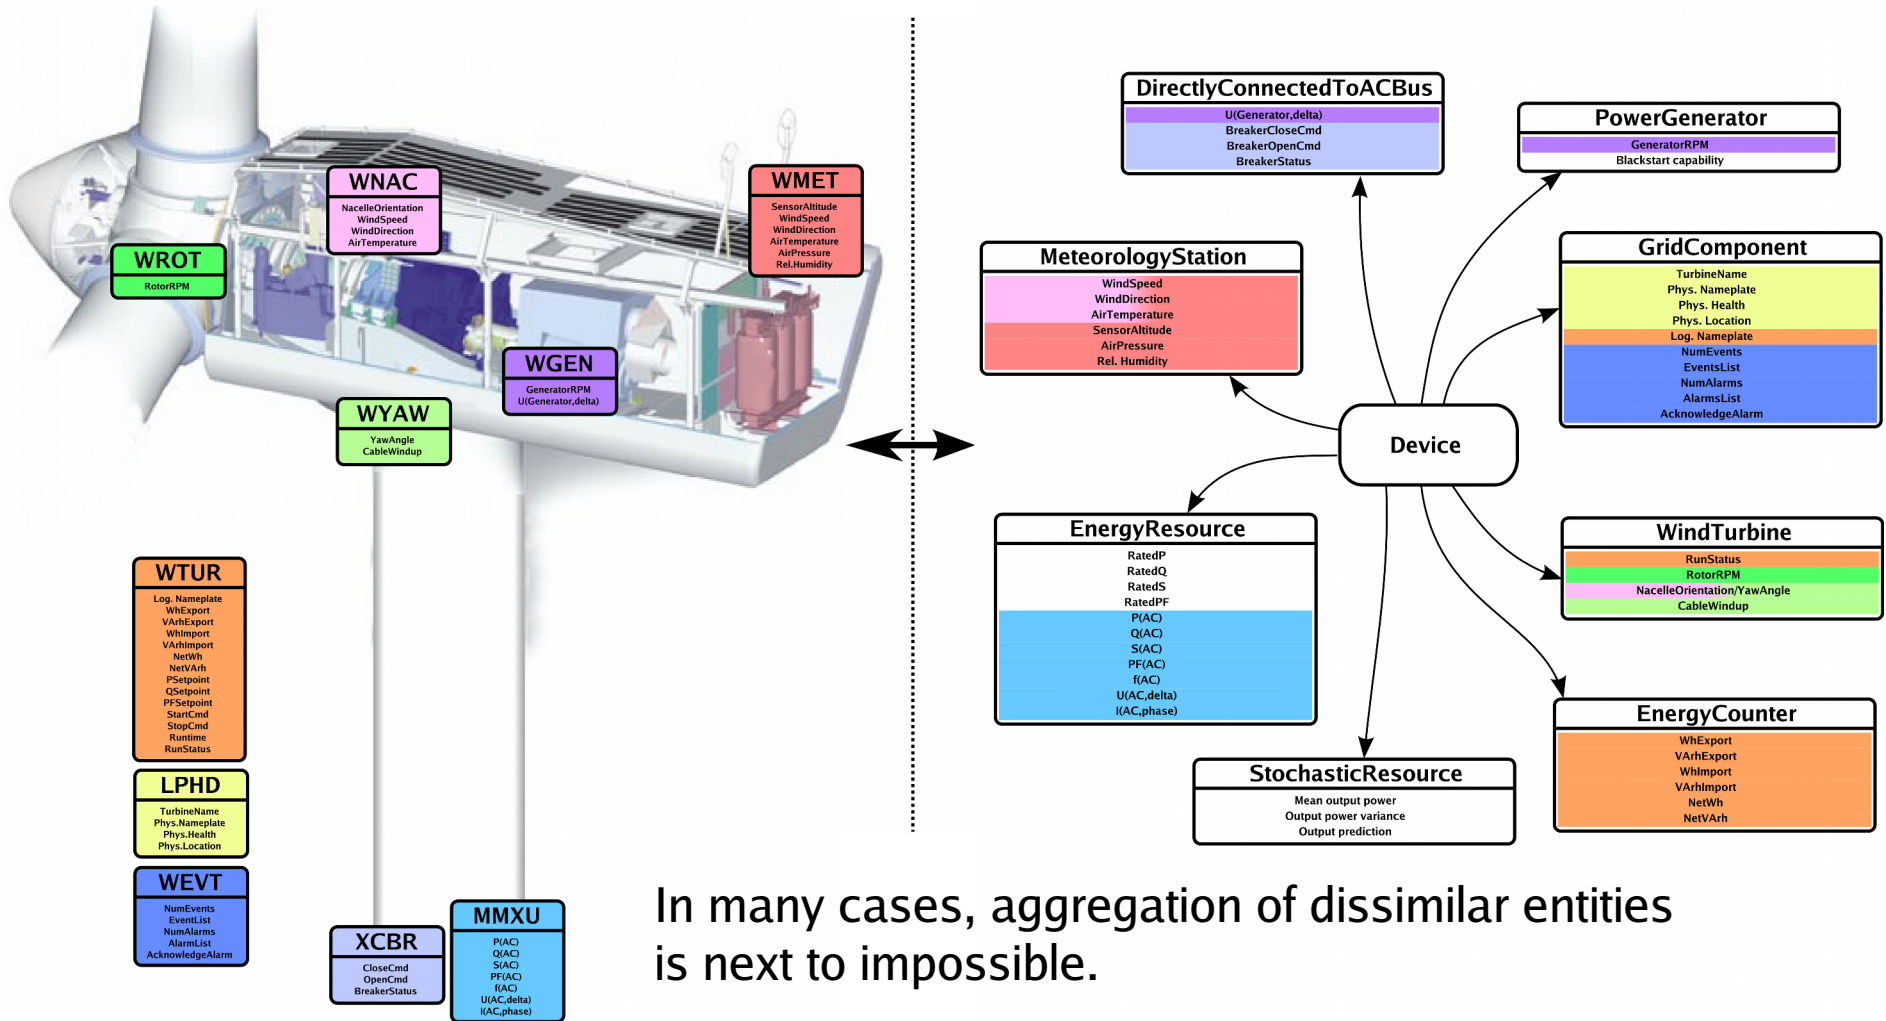 WNAC
NacelleOrientation
WindSpeed
WindDirection
AirTemperature
WMET
SensorAltitude
WindSpeed
WindDirection
AirTemperature
AirPressure
Rel.Humidity
WROT
RotorRPM
WGEN
GeneratorRPM
U(Generator,delta)
WYAW
YawAngle
CableWindup
WTUR
Log. Nameplate
WhExport
VArhExport
WhImport
VArhImport
NetWh
NetVArh
PSetpoint
QSetpoint
PFSetpoint
StartCmd
StopCmd
Runtime
RunStatus
LPHD
TurbineName
Phys.Nameplate
Phys.Health
Phys.Location
WEVT
NumEvents
EventList
NumAlarms
AlarmList
AcknowledgeAlarm
XCBR
CloseCmd
OpenCmd
BreakerStatus
MMXU
P(AC)
Q(AC)
S(AC)
PF(AC)
f(AC)
U(AC,delta)
I(AC,phase)
DirectlyConnectedToACBus
U(Generator,delta)
BreakerCloseCmd
BreakerOpenCmd
BreakerStatus
PowerGenerator
GeneratorRPM
Blackstart capability
MeteorologyStation
WindSpeed
WindDirection
AirTemperature
SensorAltitude
AirPressure
Rel. Humidity
GridComponent
TurbineName
Phys. Nameplate
Phys. Health
Phys. Location
Log. Nameplate
NumEvents
EventsList
NumAlarms
AlarmsList
AcknowledgeAlarm
Device
EnergyResource
RatedP
RatedQ
RatedS
RatedPF
P(AC)
Q(AC)
S(AC)
PF(AC)
f(AC)
U(AC,delta)
I(AC,phase)
WindTurbine
RunStatus
RotorRPM
NacelleOrientation/YawAngle
CableWindup
EnergyCounter
WhExport
VArhExport
WhImport
VArhImport
NetWh
NetVArh
StochasticResource
Mean output power
Output power variance
Output prediction
In many cases, aggregation of dissimilar entities
is next to impossible.